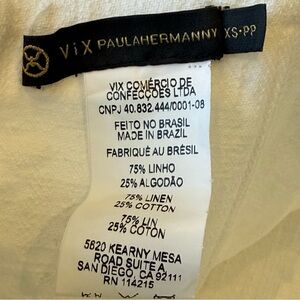 ViX PAULAHERMANNY XS·PP
VIX COMÉRCIO DE
CONFECÇÕES LTDA
CNPJ 40.832.444/0001-08
FEITO NO BRASIL
MADE IN BRAZIL
FABRIQUÉ AU BRÉSIL
75% LINHO
25% ALGODÃO
75% LINEN
25% COTTON
75% LIN
25% COTON
5620 KEARNY MESA
ROAD SUITE A
SAN DIEGO, CA 92111
RN 114215